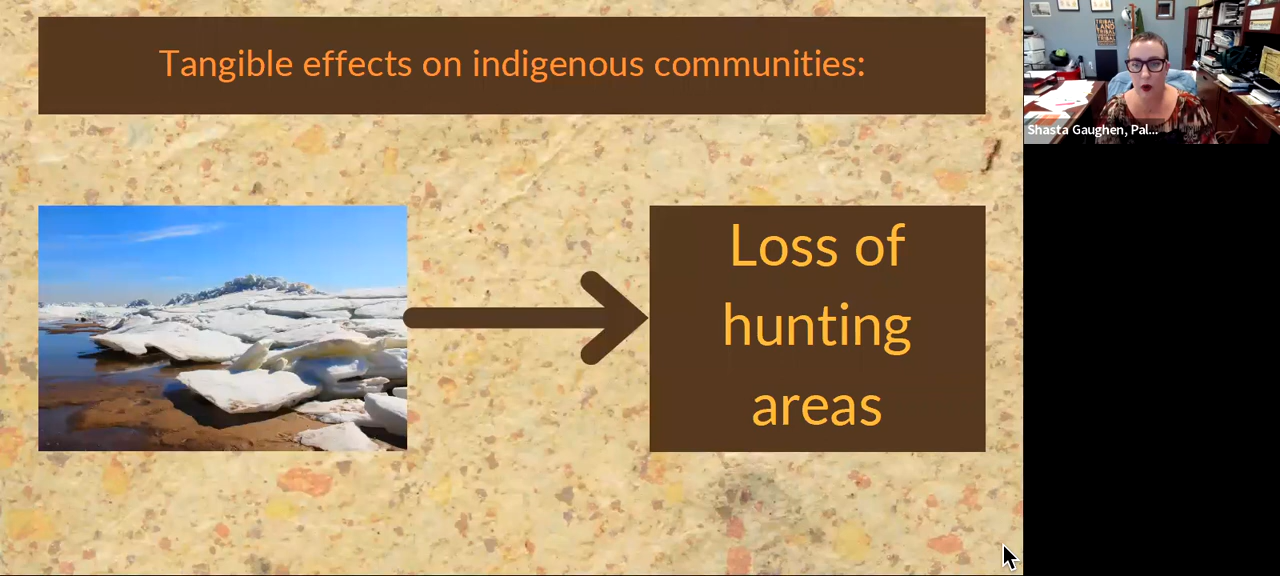 Tangible effects on indigenous communities:
Loss of
hunting
areas
Shasta Gaughen, Pal...